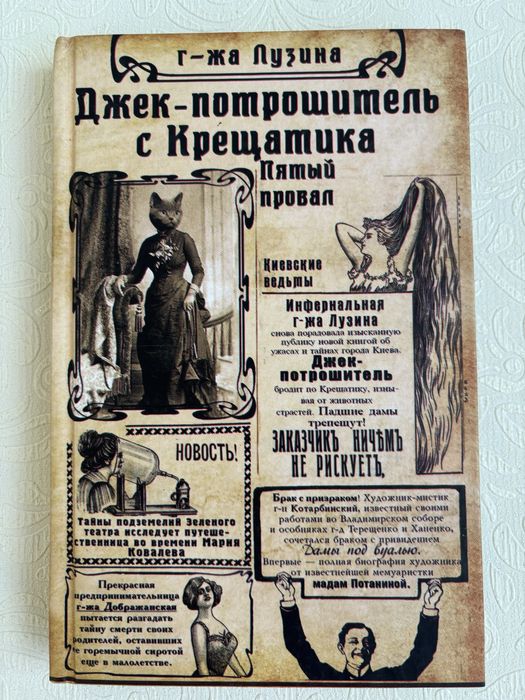 г-жа Лузина
Джек-потрошитель
с Крещатика
Пятый
провал
Киевские
ведьмы
Инфернальная
г-жа Лузина
снова порадовала изысканную
публику новой книгой об
ужасах и тайнах города Киева.
Джек-
потрошитель
бродит по Крещатику, изны-
вая от животных
страстей. Падшие дамы
трепещут!
ЗАКАЗЧИКЪ НИЧѢМЪ
НЕ РИСКУЕТЪ,
НОВОСТЬ!
Тайны подземелий Зеленого
театра исследует путеше-
ственница во времени Мария
Ковалева
Брак с призраком! Художник-мистик
г-н Котарбинский, известный своими
работами во Владимирском соборе
и особняках г-д Терещенко и Ханенко,
сочетался браком с привидением
Дамы под вуалью.
Впервые — полная биография художника
от известнейшей мемуаристки
мадам Потаниной.
Прекрасная
предпринимательница
г-жа Добржанская
пытается разгадать
тайну смерти своих
родителей, оставивших
ее горемычной сиротой
еще в малолетстве.